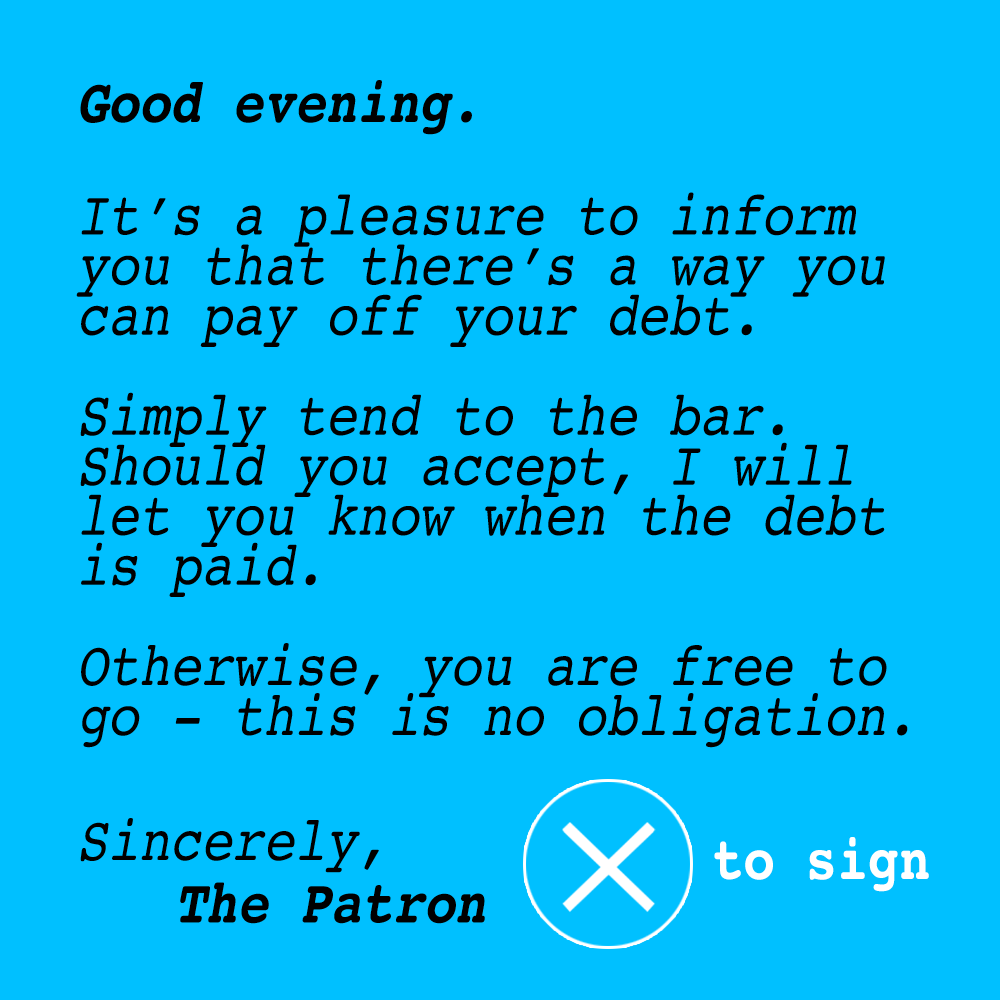 Good evening.
It’s a pleasure to inform
you that there’s a way you
can pay off your debt.
Simply tend to the bar.
Should you accept, I will
let you know when the debt
is paid.
Otherwise, you are free to
go – this is no obligation.
Sincerely,
The Patron
X to sign